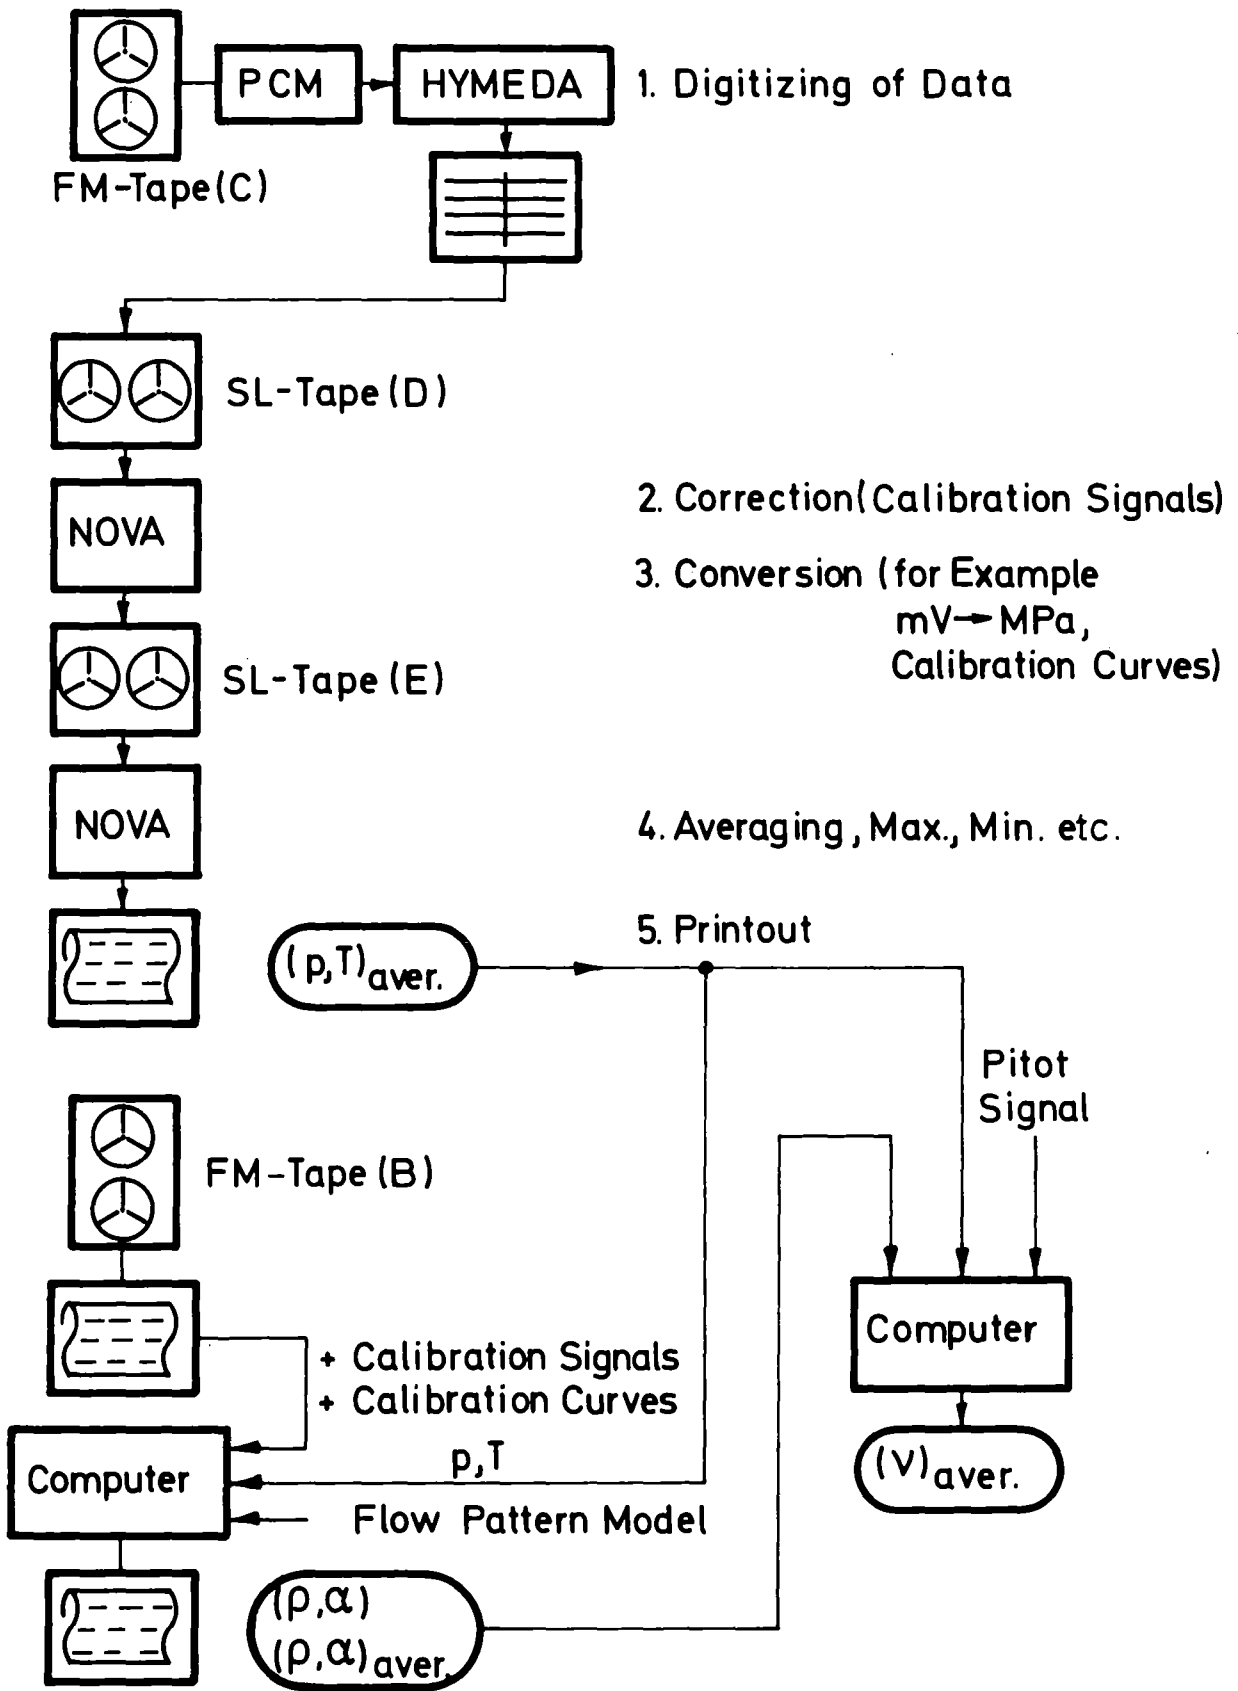 PCM
HYMEDA
1. Digitizing of Data
FM-Tape (C)
SL-Tape (D)
NOVA
2. Correction (Calibration Signals)
3. Conversion (for Example
mV→MPa,
Calibration Curves)
SL-Tape (E)
NOVA
4. Averaging, Max., Min. etc.
5. Printout
(p,T)aver.
Pitot
Signal
FM-Tape (B)
+ Calibration Signals
+ Calibration Curves
Computer
Computer
p,T
(v)aver.
Flow Pattern Model
(ρ,α)
(ρ,α)aver.